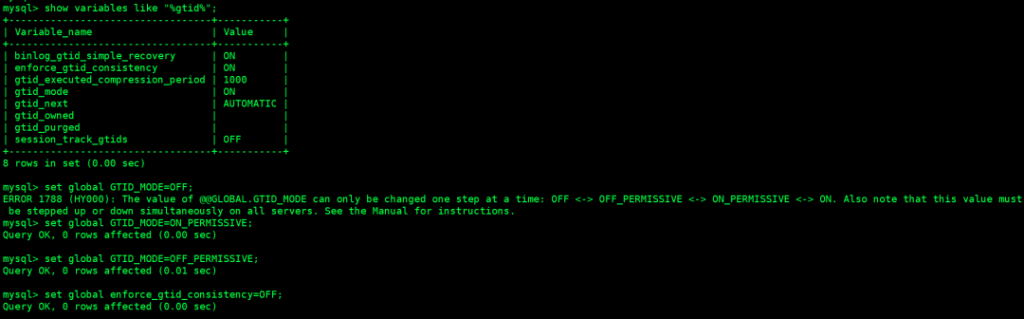 mysql> show variables like "%gtid%";
+----------------------------------+-----------+
| Variable_name                    | Value     |
+----------------------------------+-----------+
| binlog_gtid_simple_recovery      | ON        |
| enforce_gtid_consistency         | ON        |
| gtid_executed_compression_period | 1000      |
| gtid_mode                        | ON        |
| gtid_next                        | AUTOMATIC |
| gtid_owned                       |           |
| gtid_purged                      |           |
| session_track_gtids              | OFF       |
+----------------------------------+-----------+
8 rows in set (0.00 sec)
mysql> set global GTID_MODE=OFF;
ERROR 1788 (HY000): The value of @@GLOBAL.GTID_MODE can only be changed one step at a time: OFF <-> OFF_PERMISSIVE <-> ON_PERMISSIVE <-> ON. Also note that this value must
be stepped up or down simultaneously on all servers. See the Manual for instructions.
mysql> set global GTID_MODE=ON_PERMISSIVE;
Query OK, 0 rows affected (0.00 sec)
mysql> set global GTID_MODE=OFF_PERMISSIVE;
Query OK, 0 rows affected (0.01 sec)
mysql> set global enforce_gtid_consistency=OFF;
Query OK, 0 rows affected (0.00 sec)